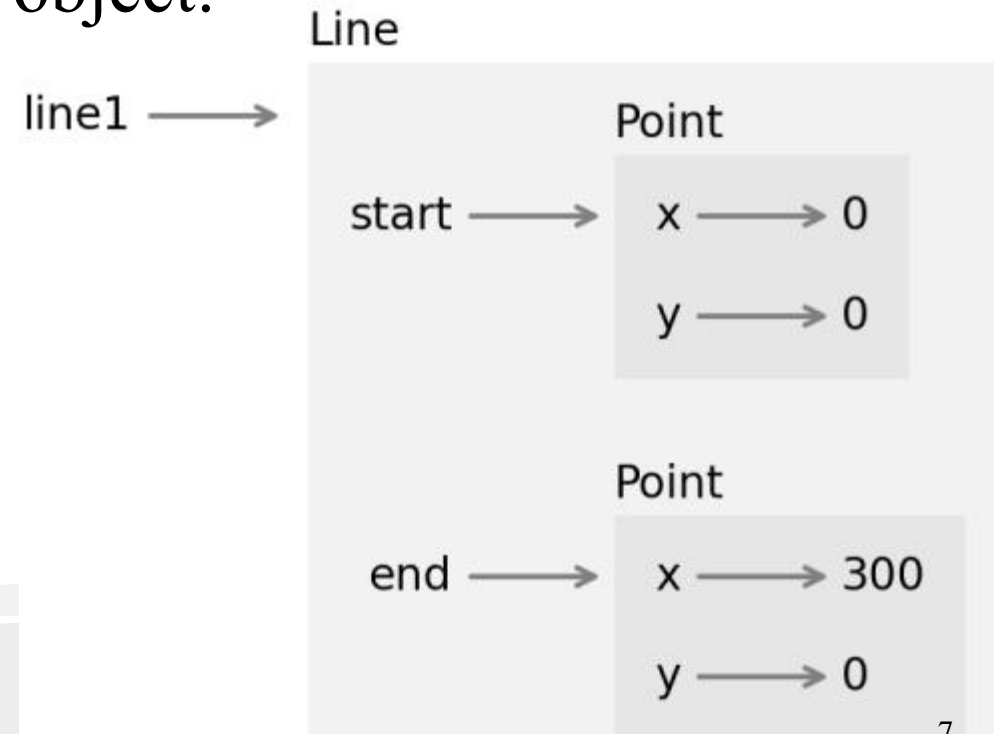 object.
Line
line1
Point
start
x 0
y 0
Point
end
x 300
y 0
7